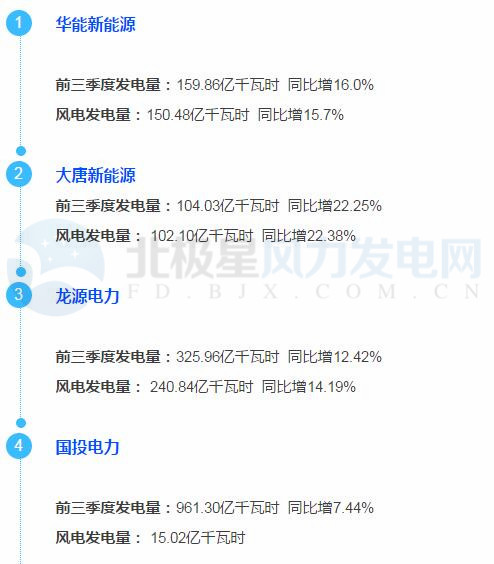 1
华能新能源
前三季度发电量：159.86亿千瓦时 同比增16.0%
风电发电量：150.48亿千瓦时 同比增15.7%
2
大唐新能源
前三季度发电量：104.03亿千瓦时 同比增22.25%
风电发电量： 102.10亿千瓦时 同比增22.38%
北极星风力发电网
FD.BJX.COM.CN
3
龙源电力
前三季度发电量：325.96亿千瓦时 同比增12.42%
风电发电量： 240.84亿千瓦时 同比增14.19%
4
国投电力
前三季度发电量：961.30亿千瓦时 同比增7.44%
风电发电量： 15.02亿千瓦时